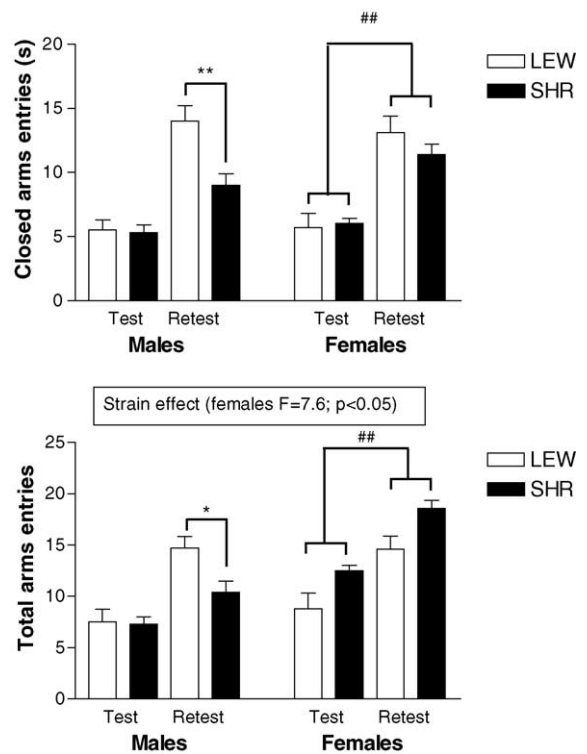 ##
20
15
10
5
0
Closed arms entries (s)
**
LEW
SHR
Test Retest Test Retest
Males Females
Strain effect (females F=7.6; p<0.05)
##
25
20
15
10
5
0
Total arms entries
*
LEW
SHR
Test Retest Test Retest
Males Females